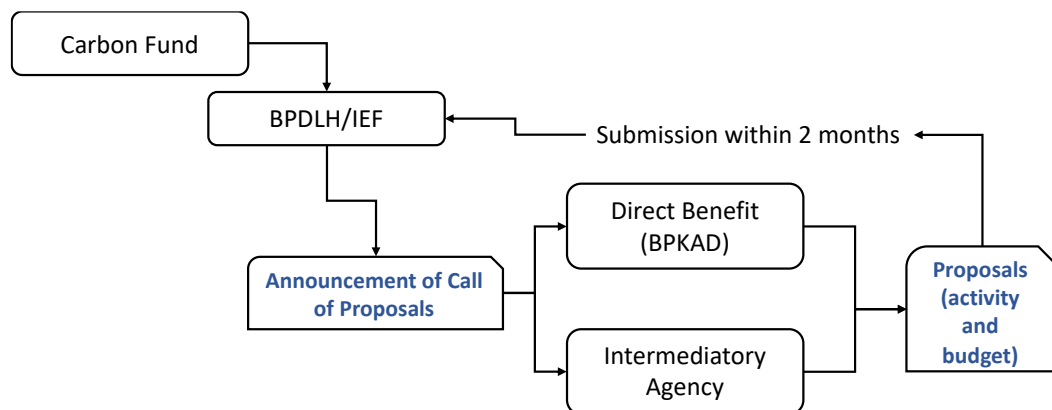 Carbon Fund
BPDLH/IEF
Submission within 2 months
Direct Benefit
(BPKAD)
Announcement of Call
of Proposals
Proposals
(activity
and
budget)
Intermediatory
Agency